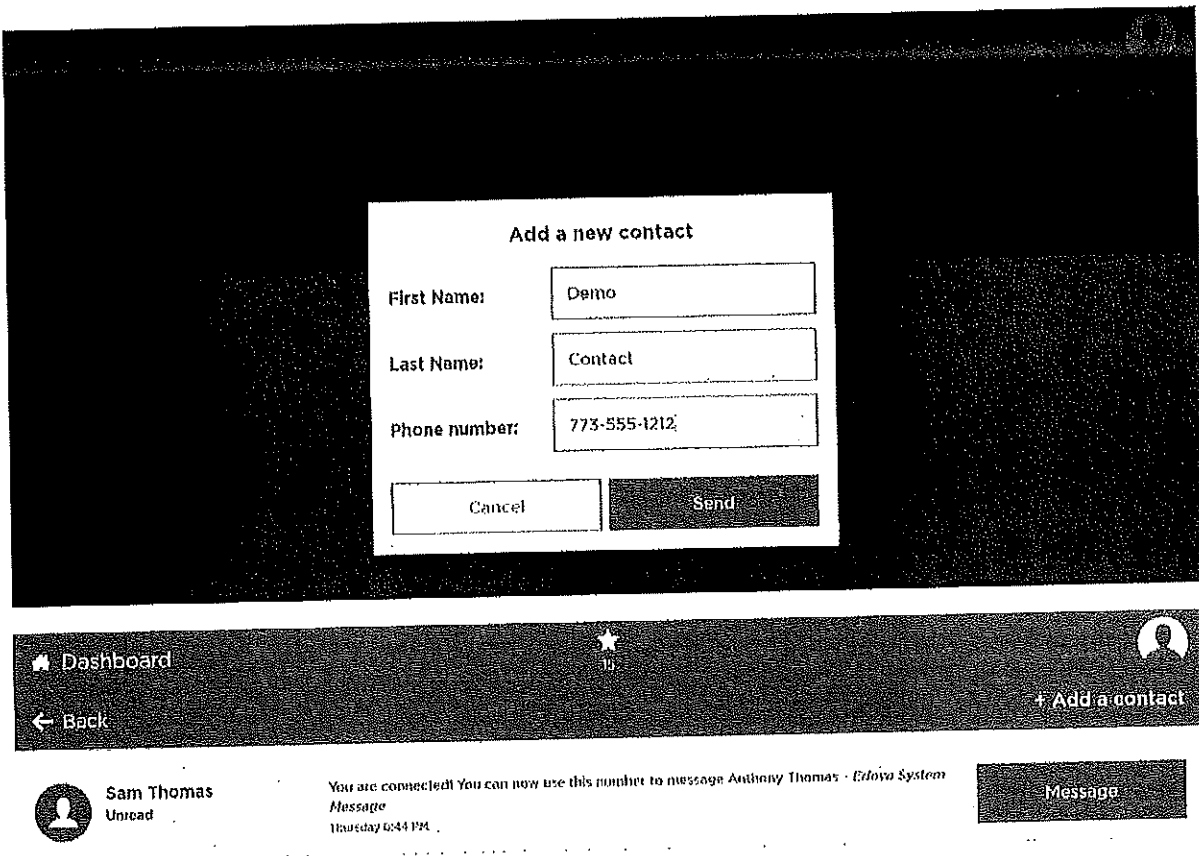 Add a new contact
First Name: Demo
Last Name: Contact
Phone number: 773-555-1212
Cancel Send
Dashboard
Back
+ Add a contact
Sam Thomas
Unread
You are connected! You can now use this number to message Anthony Thomas - Edovo System
Message
Thursday 6:44 PM
Message